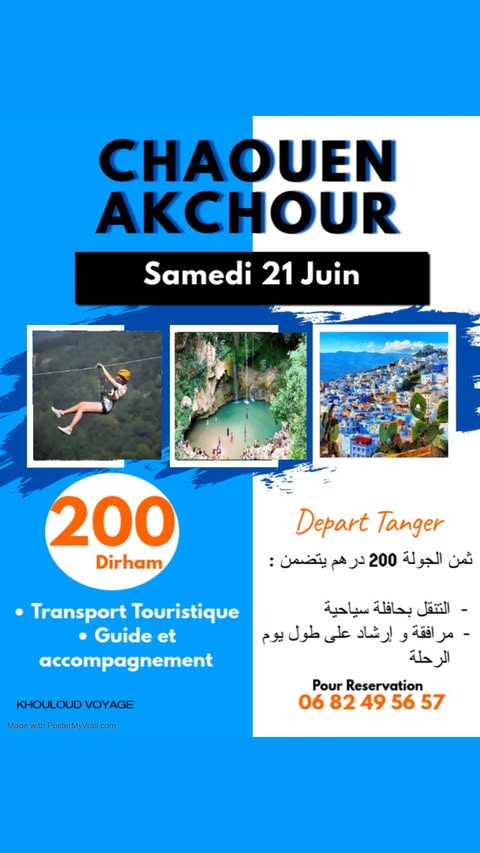 CHAOUEN
AKCHOUR
Samedi 21 Juin
200
Dirham
• Transport Touristique
• Guide et
accompagnement
KHOULOUD VOYAGE
Made with PosterMyWall.com
Depart Tanger
ثمن الجولة 200 درهم يتضمن :
- التنقل بحافلة سياحية
- مرافقة و إرشاد على طول يوم
الرحلة
Pour Reservation
06 82 49 56 57